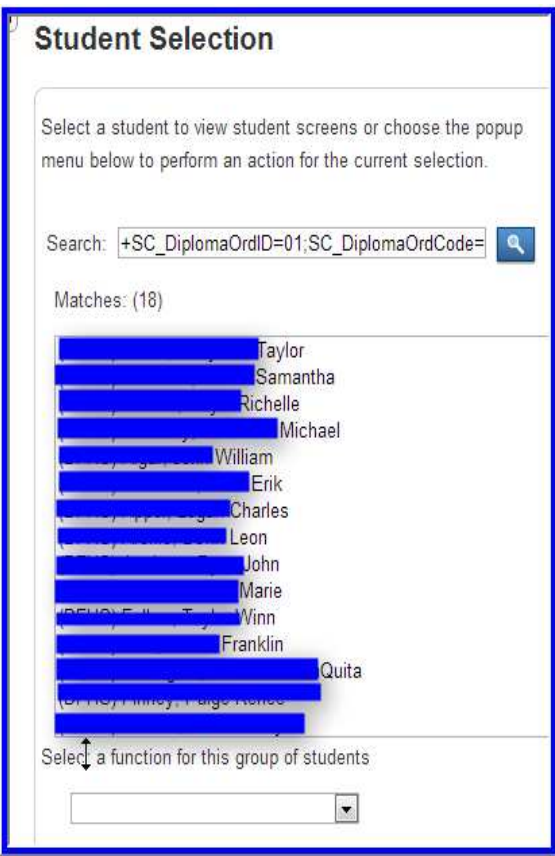 Student Selection
Select a student to view student screens or choose the popup
menu below to perform an action for the current selection.
Search: +SC_DiplomaOrdID=01;SC_DiplomaOrdCode=
Matches: (18)
Taylor
Samantha
Richelle
Michael
William
Erik
Charles
Leon
John
Marie
Winn
Franklin
Quita
Select a function for this group of students